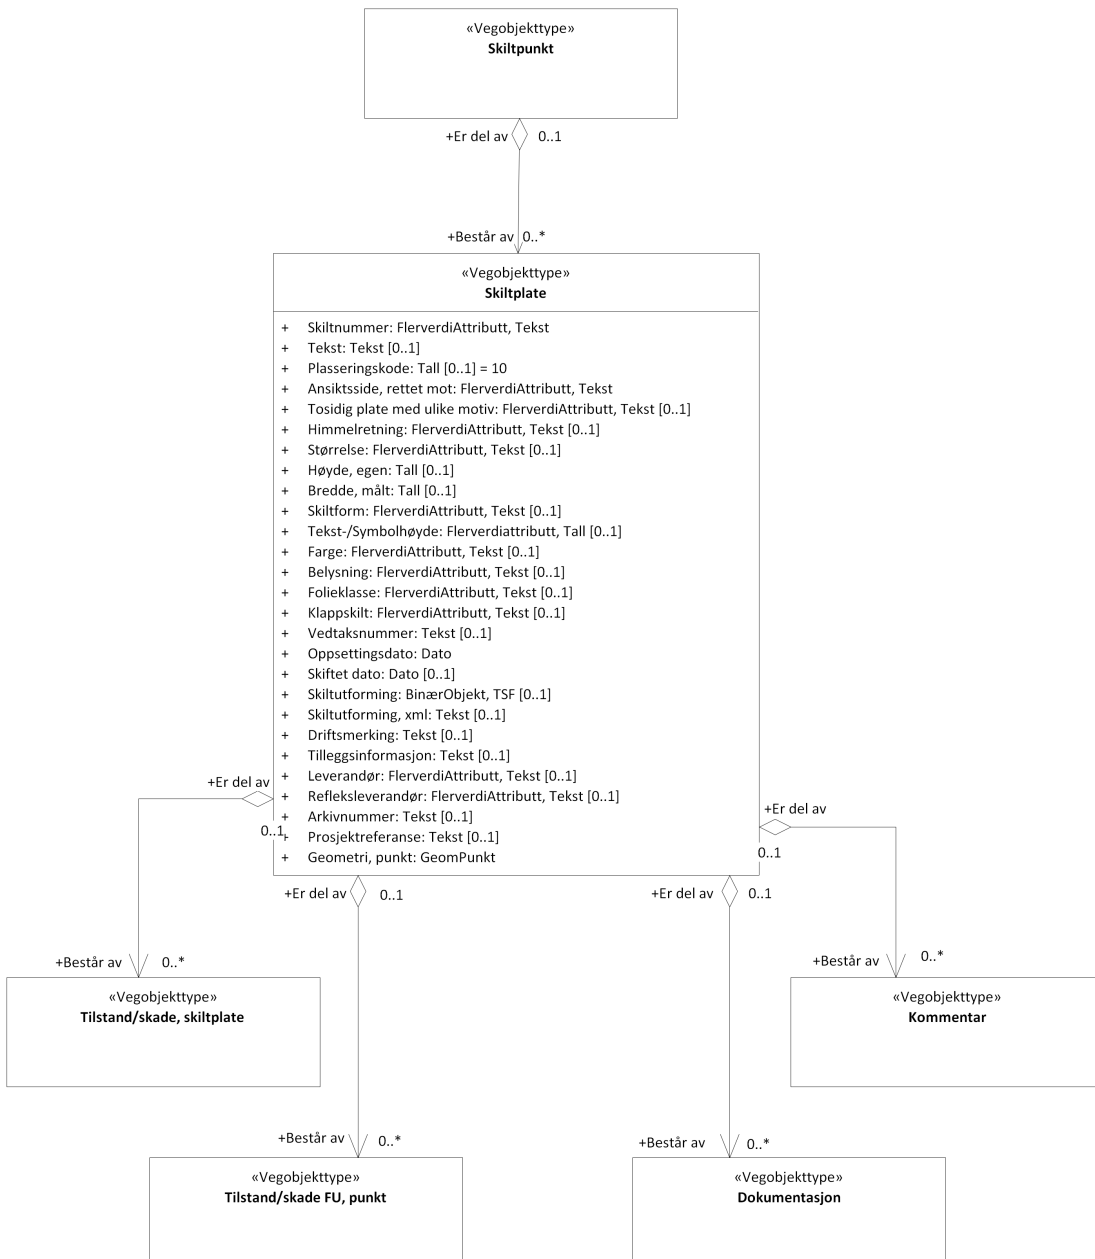 «Vegobjekttype»
Skiltpunkt
+Er del av 0..1
+Består av 0..*
«Vegobjekttype»
Skiltplate
+ Skiltnummer: FlerverdiAttributt, Tekst
+ Tekst: Tekst [0..1]
+ Plasseringskode: Tall [0..1] = 10
+ Ansiktsside, rettet mot: FlerverdiAttributt, Tekst
+ Tosidig plate med ulike motiv: FlerverdiAttributt, Tekst [0..1]
+ Himmelretning: FlerverdiAttributt, Tekst [0..1]
+ Størrelse: FlerverdiAttributt, Tekst [0..1]
+ Høyde, egen: Tall [0..1]
+ Bredde, målt: Tall [0..1]
+ Skiltform: FlerverdiAttributt, Tekst [0..1]
+ Tekst-/Symbolhøyde: Flerverdiattributt, Tall [0..1]
+ Farge: FlerverdiAttributt, Tekst [0..1]
+ Belysning: FlerverdiAttributt, Tekst [0..1]
+ Folieklasse: FlerverdiAttributt, Tekst [0..1]
+ Klappskilt: FlerverdiAttributt, Tekst [0..1]
+ Vedtaksnummer: Tekst [0..1]
+ Oppsettingsdato: Dato
+ Skiftet dato: Dato [0..1]
+ Skiltutforming: BinærObjekt, TSF [0..1]
+ Skiltutforming, xml: Tekst [0..1]
+ Driftsmerking: Tekst [0..1]
+ Tilleggsinformasjon: Tekst [0..1]
+ Leverandør: FlerverdiAttributt, Tekst [0..1]
+ Refleksleverandør: FlerverdiAttributt, Tekst [0..1]
+ Arkivnummer: Tekst [0..1]
+ Prosjektreferanse: Tekst [0..1]
+ Geometri, punkt: GeomPunkt
+Er del av
0..1
+Er del av
0..1
+Er del av 0..1
+Er del av 0..1
+Består av 0..*
+Består av 0..*
«Vegobjekttype»
Tilstand/skade, skiltplate
«Vegobjekttype»
Kommentar
+Består av 0..*
+Består av 0..*
«Vegobjekttype»
Tilstand/skade FU, punkt
«Vegobjekttype»
Dokumentasjon